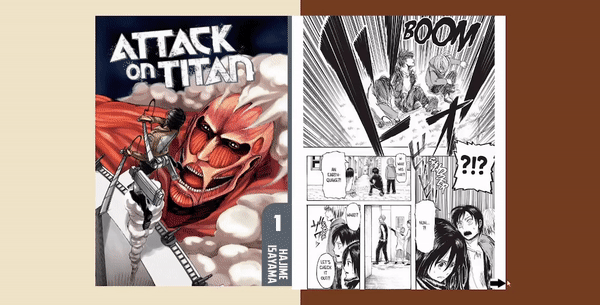 ATTACK
ON TITAN
1
HAJIME
ISAYAMA
BOOM
?!?
AN
EARTH
QUAKE?!
WHAT?
HUH...
?!
LET'S
CHECK
IT
OUT!